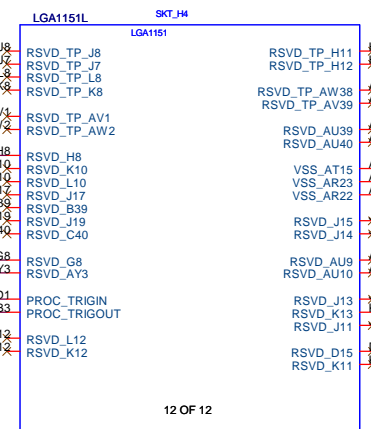 LGA1151L
SKT_H4
LGA1151
RSVD_TP_J8
RSVD_TP_J7
RSVD_TP_L8
RSVD_TP_K8
RSVD_TP_AV1
RSVD_TP_AW2
RSVD_H8
RSVD_K10
RSVD_L10
RSVD_J17
RSVD_B39
RSVD_J19
RSVD_C40
RSVD_G8
RSVD_AY3
PROC_TRIGIN
PROC_TRIGOUT
RSVD_L12
RSVD_K12
RSVD_TP_H11
RSVD_TP_H12
RSVD_TP_AW38
RSVD_TP_AV39
RSVD_AU39
RSVD_AU40
VSS_AT15
VSS_AR23
VSS_AR22
RSVD_J15
RSVD_J14
RSVD_AU9
RSVD_AU10
RSVD_J13
RSVD_K13
RSVD_J11
RSVD_D15
RSVD_K11
12 OF 12